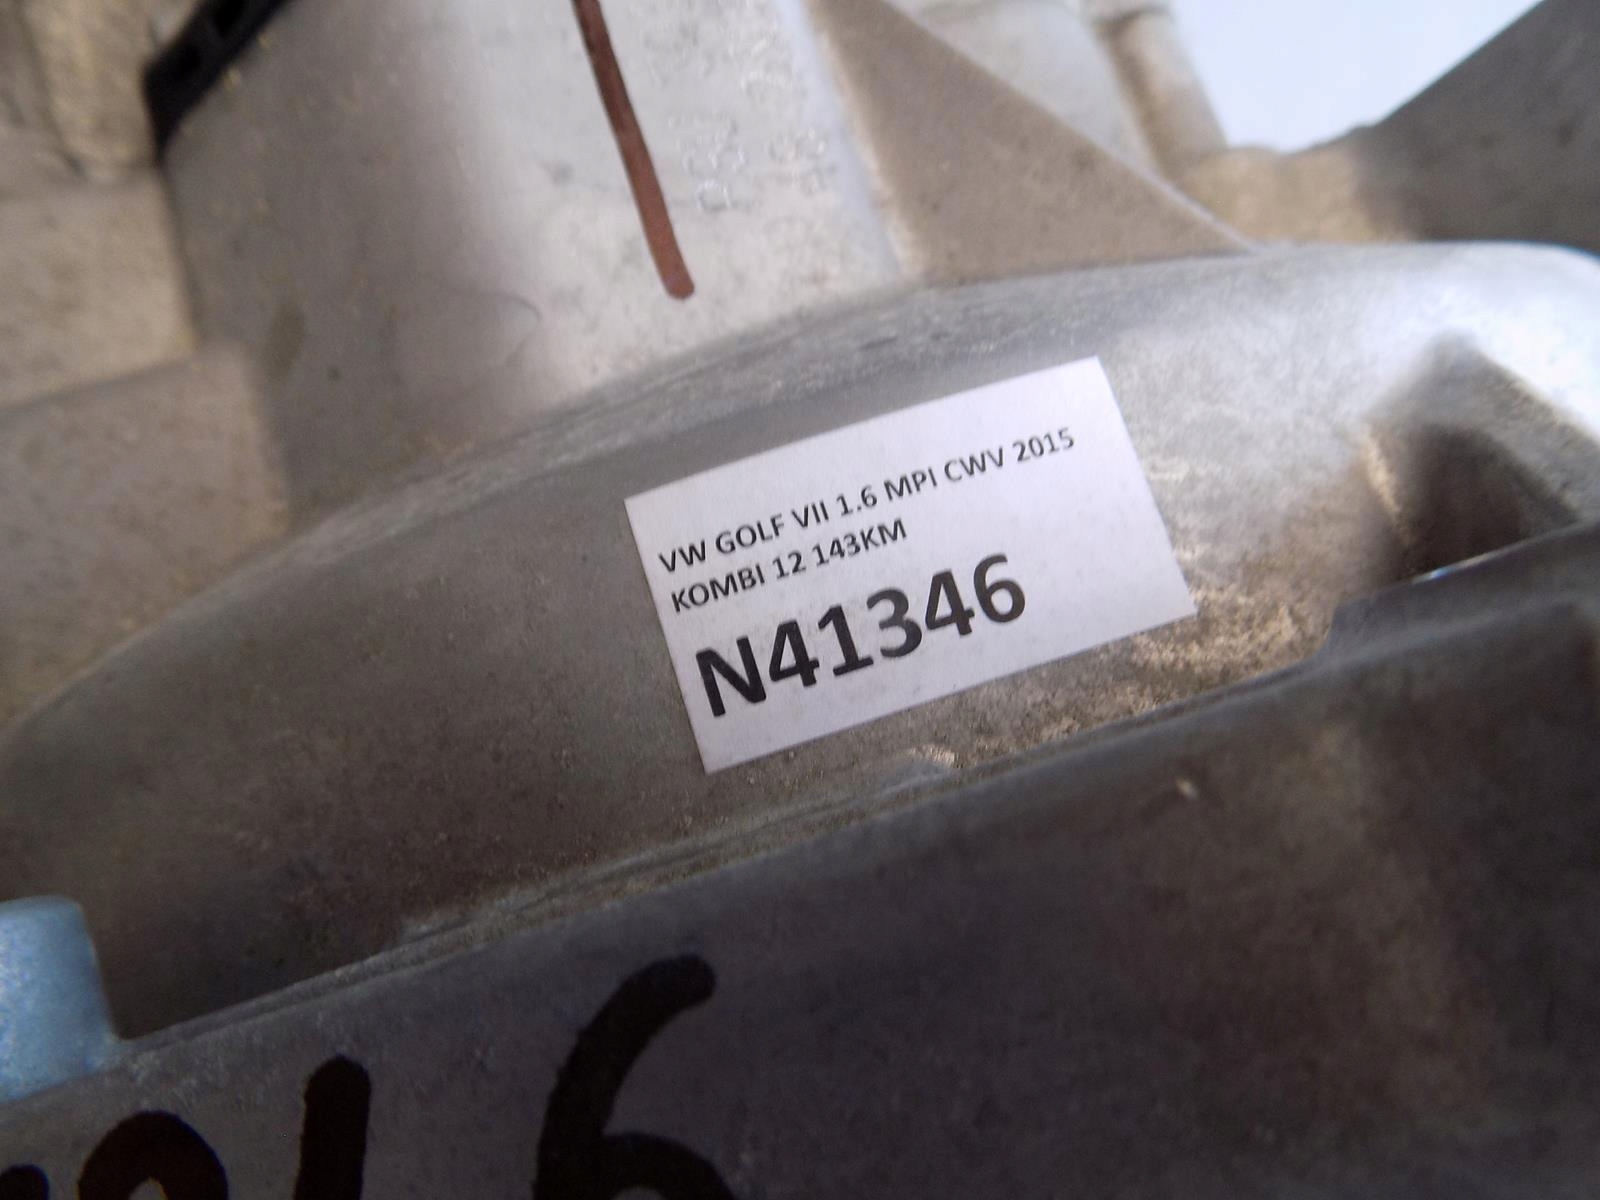 VW GOLF VII 1.6 MPI CWV 2015
KOMBI 12 143KM
N41346